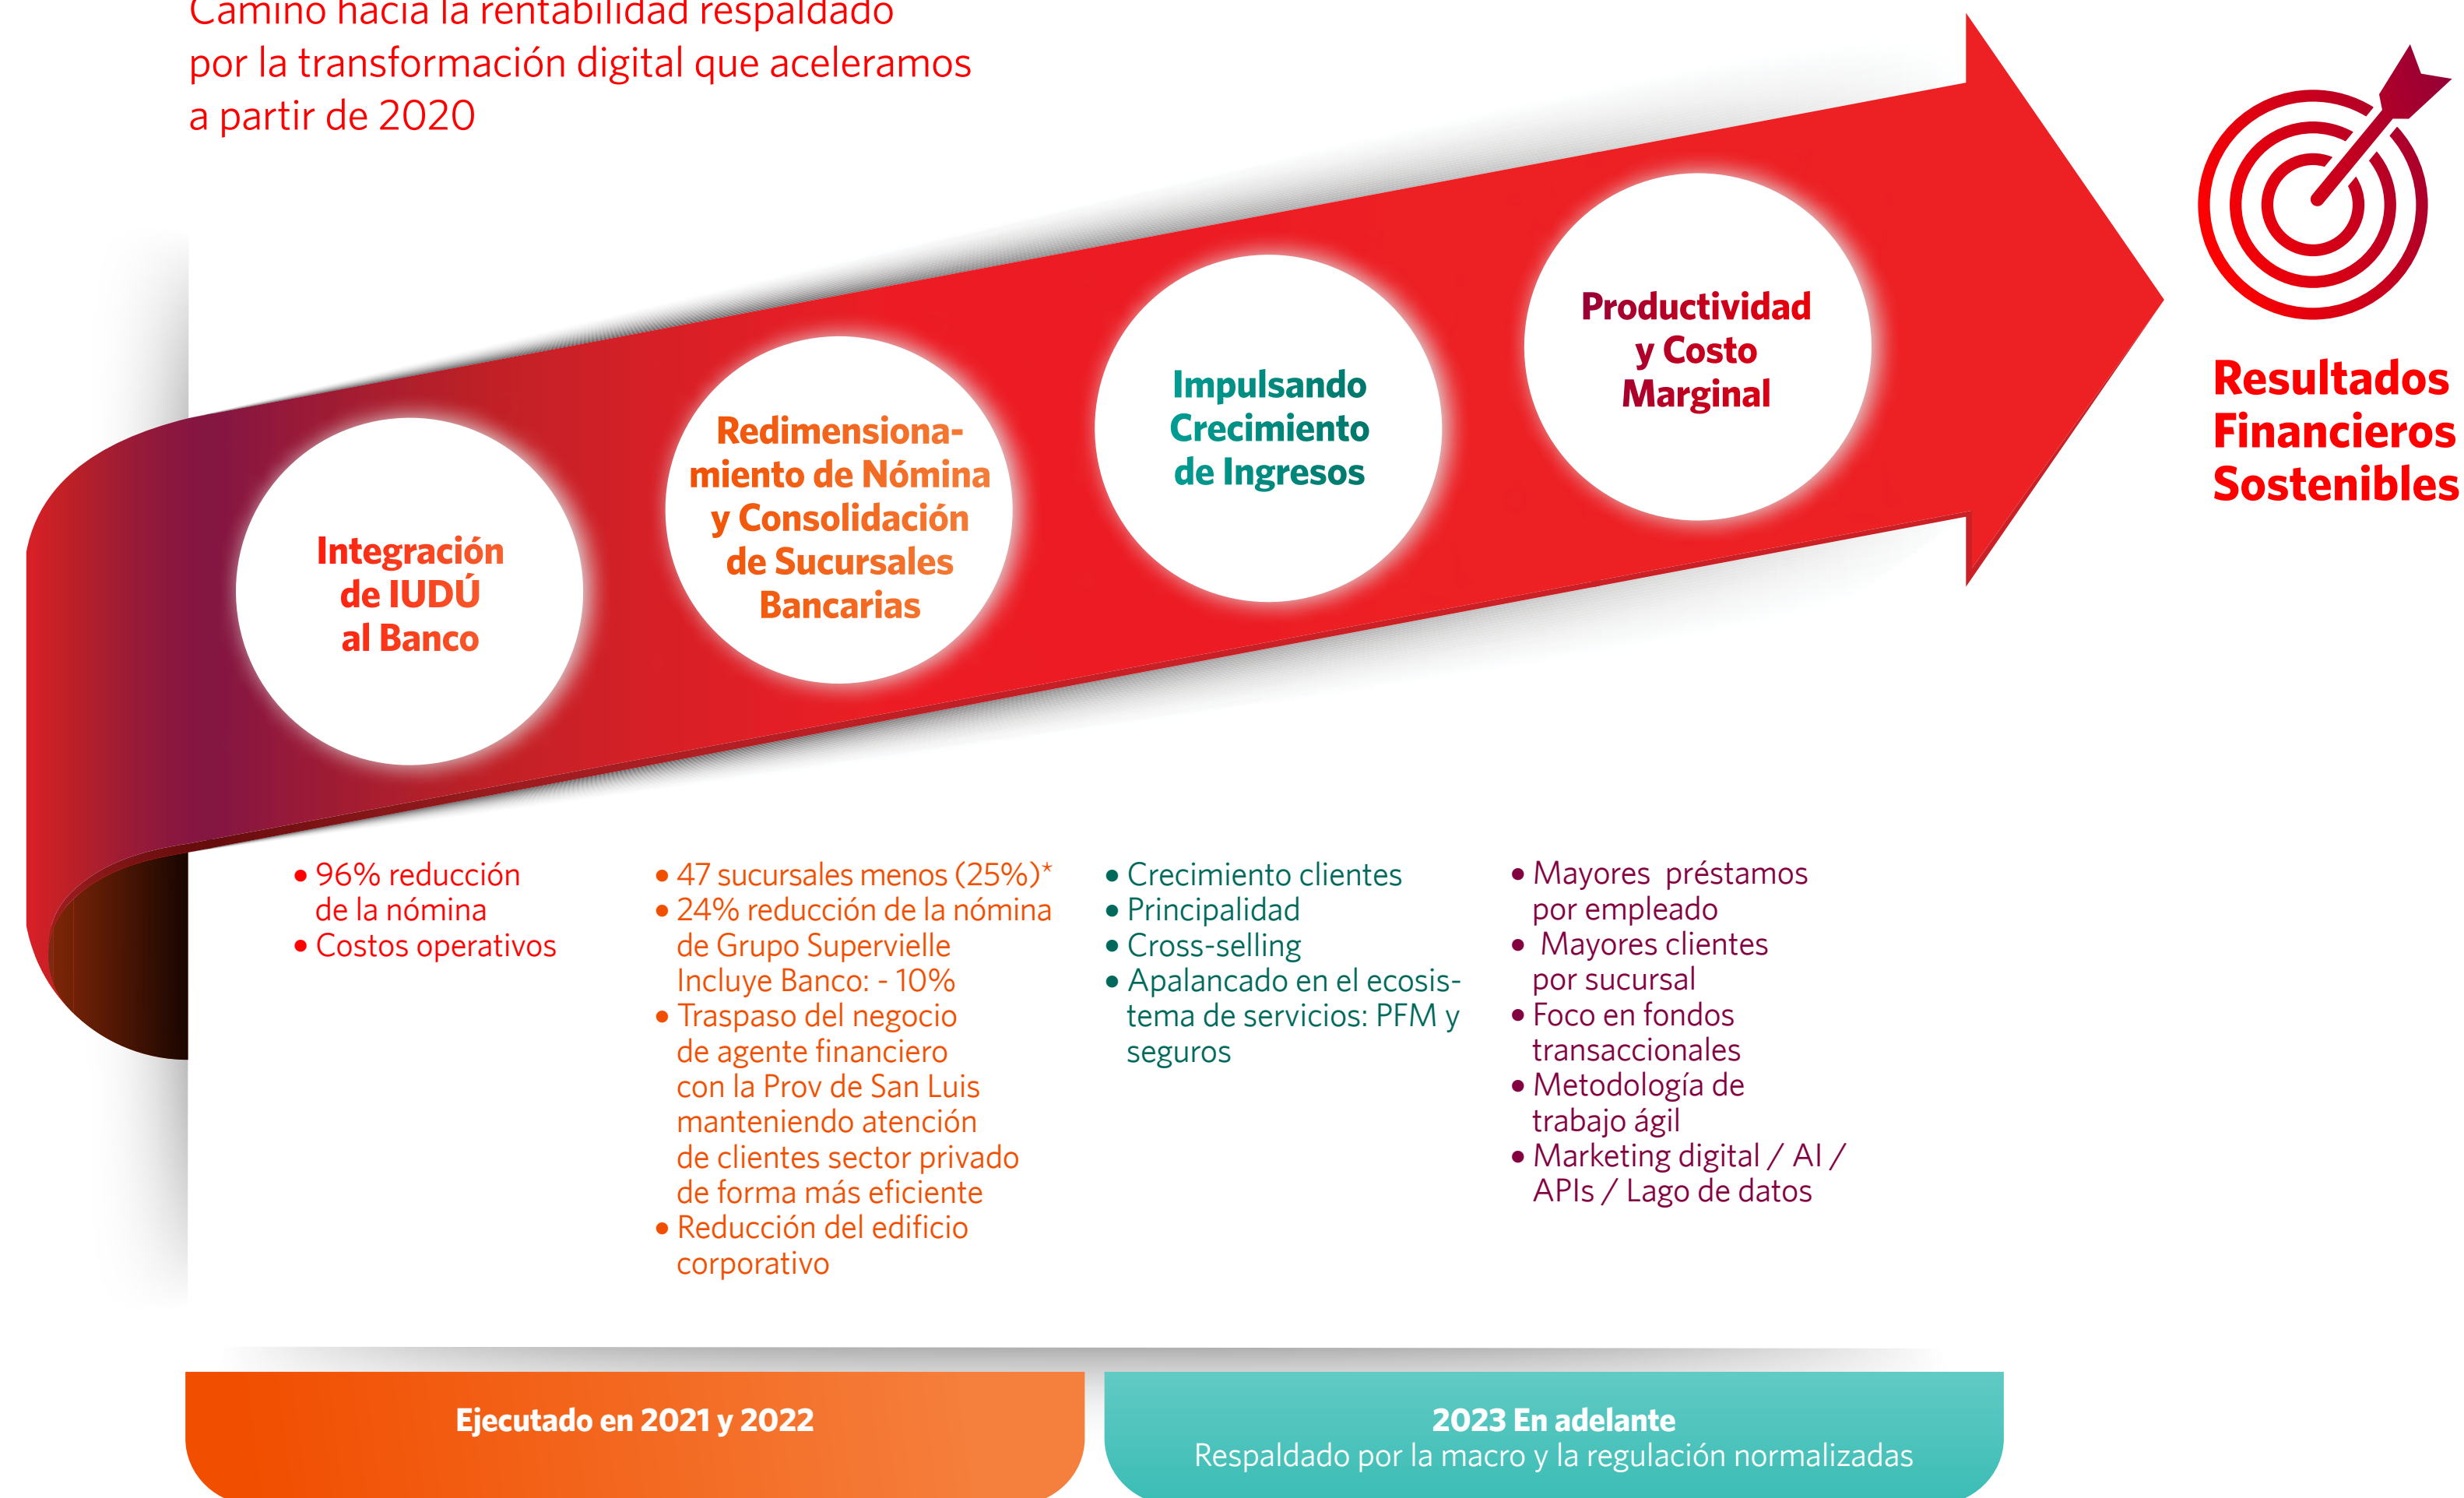 Camino hacia la rentabilidad respaldado
por la transformación digital que aceleramos
a partir de 2020
Integración
de IUDÚ
al Banco
Redimensiona-
miento de Nómina
y Consolidación
de Sucursales
Bancarias
Impulsando
Crecimiento
de Ingresos
Productividad
y Costo
Marginal
Resultados
Financieros
Sostenibles
• 96% reducción
de la nómina
• Costos operativos
• 47 sucursales menos (25%)*
• 24% reducción de la nómina
de Grupo Supervielle
Incluye Banco: - 10%
• Traspaso del negocio
de agente financiero
con la Prov de San Luis
manteniendo atención
de clientes sector privado
de forma más eficiente
• Reducción del edificio
corporativo
• Crecimiento clientes
• Principalidad
• Cross-selling
• Apalancado en el ecosis-
tema de servicios: PFM y
seguros
• Mayores préstamos
por empleado
• Mayores clientes
por sucursal
• Foco en fondos
transaccionales
• Metodología de
trabajo ágil
• Marketing digital / AI /
APIs / Lago de datos
Ejecutado en 2021 y 2022
2023 En adelante
Respaldado por la macro y la regulación normalizadas